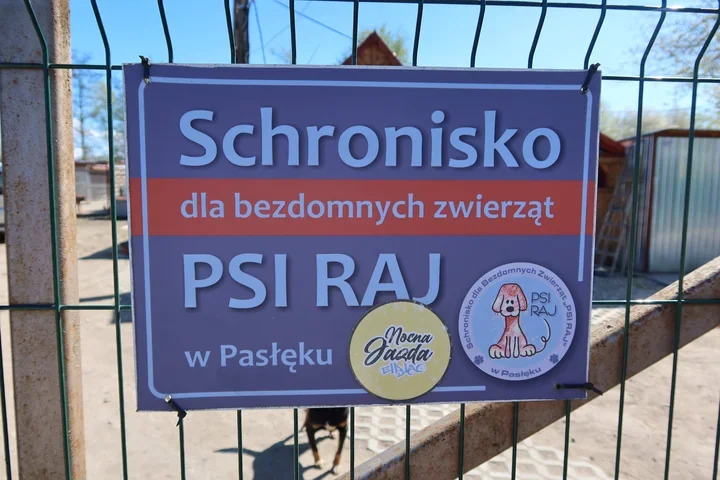 Schronisko
dla bezdomnych zwierząt
PSI RAJ
w Pasłęku
Nocna
Jazda
Schronisko dla Bezdomnych Zwierząt „PSI RAJ”
PSI
RAJ
w Pasłęku